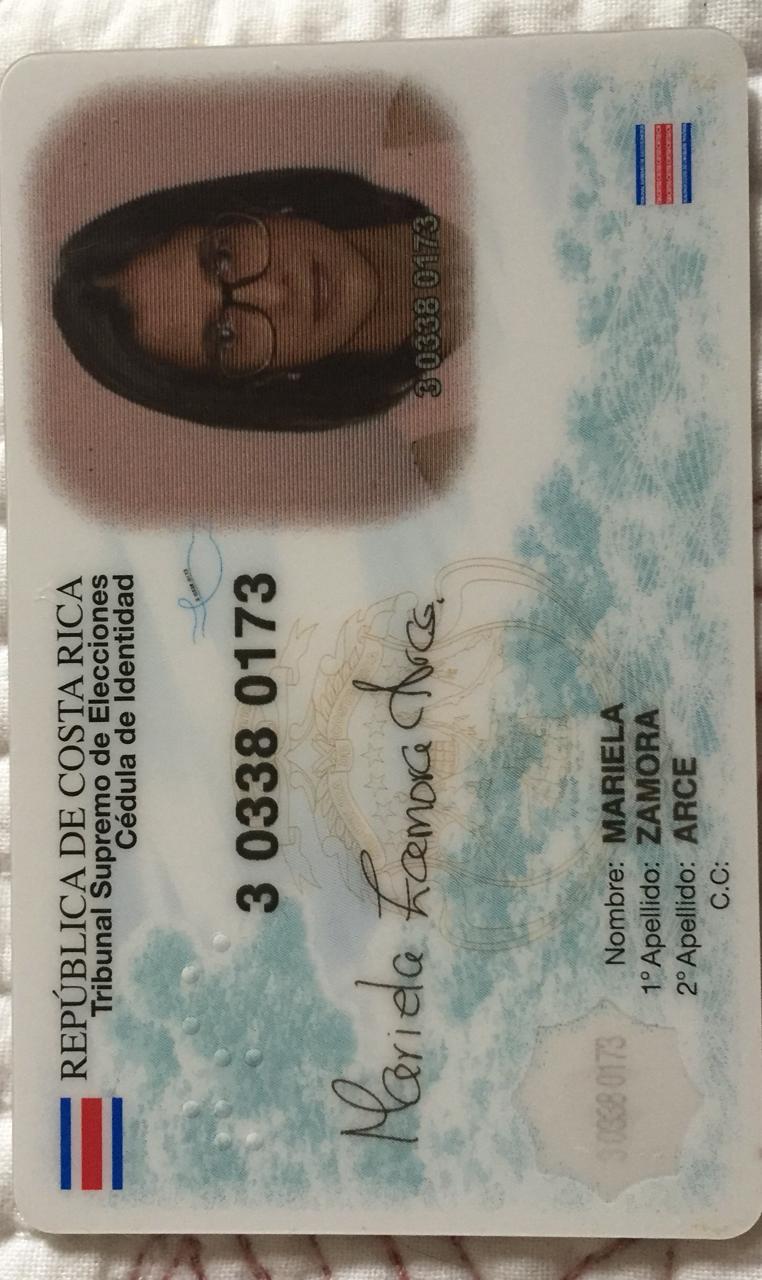 REPÚBLICA DE COSTA RICA
Tribunal Supremo de Elecciones
Cédula de Identidad
3 0338 0173
3 0338 0173
Mariela Zamora Arce.
Nombre: MARIELA
1º Apellido: ZAMORA
2º Apellido: ARCE
C.C:
3 0338 0173